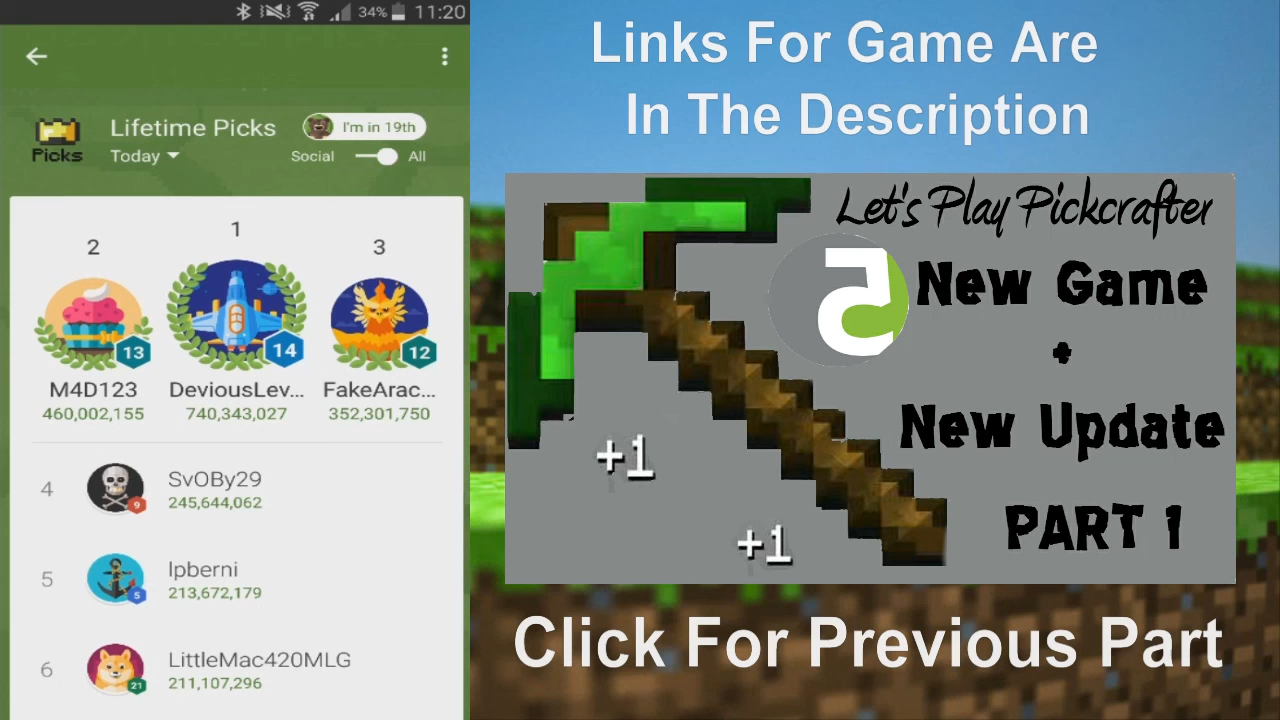 34% 11:20
Lifetime Picks
I'm in 19th
Picks
Today
Social
All
2
1
3
13
14
12
M4D123
DeviousLev...
FakeArac...
460,002,155
740,343,027
352,301,750
4
9
SvOBy29
245,644,062
5
5
lpberni
213,672,179
6
21
LittleMac420MLG
211,107,296
Links For Game Are
In The Description
Let's Play Pickcrafter
5
New Game
+
New Update
PART 1
+1
+1
Click For Previous Part